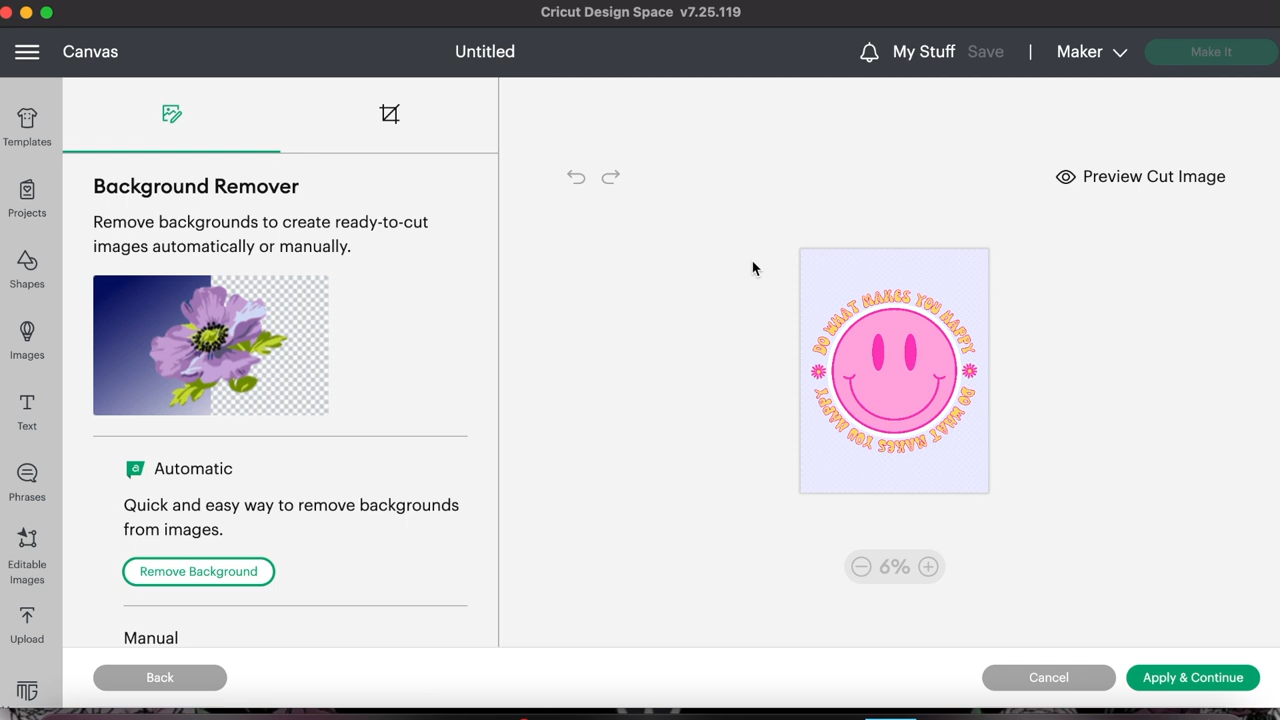 Cricut Design Space v7.25.119
Canvas
Untitled
My Stuff
Save
|
Maker
Make It
Templates
Projects
Shapes
Images
Text
Phrases
Editable
Images
Upload
MG
Background Remover
Remove backgrounds to create ready-to-cut
images automatically or manually.
a Automatic
Quick and easy way to remove backgrounds
from images.
Remove Background
Manual
Preview Cut Image
DO WHAT MAKES YOU HAPPY
DO WHAT MAKES YOU HAPPY
6%
Back
Cancel
Apply & Continue